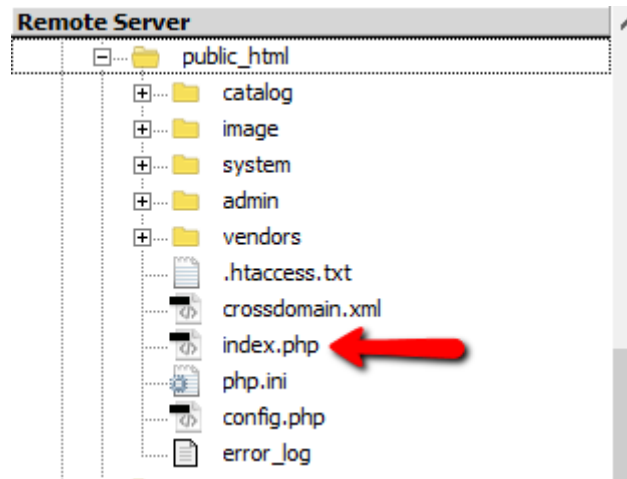 Remote Server
public_html
catalog
image
system
admin
vendors
.htaccess.txt
crossdomain.xml
index.php
php.ini
config.php
error_log